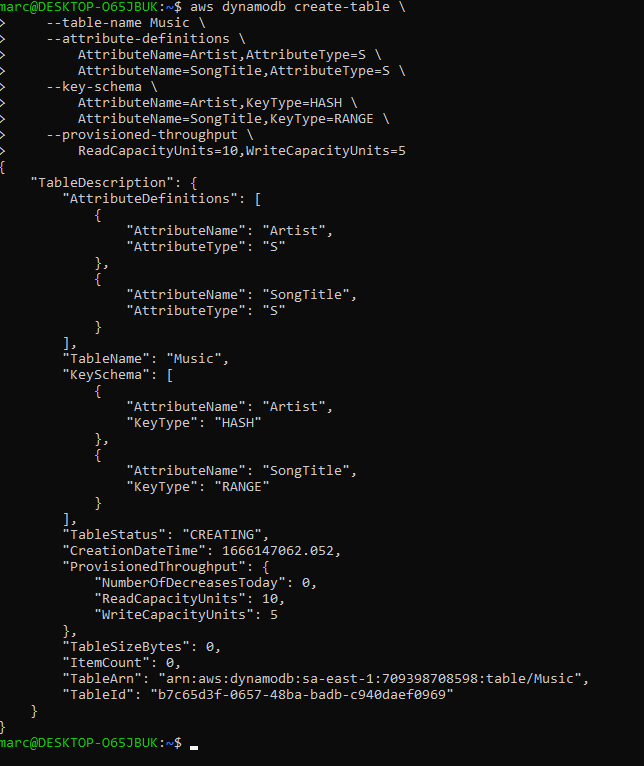 marc@DESKTOP-O65JBUK:~$ aws dynamodb create-table \
>     --table-name Music \
>     --attribute-definitions \
>         AttributeName=Artist,AttributeType=S \
>         AttributeName=SongTitle,AttributeType=S \
>     --key-schema \
>         AttributeName=Artist,KeyType=HASH \
>         AttributeName=SongTitle,KeyType=RANGE \
>     --provisioned-throughput \
>         ReadCapacityUnits=10,WriteCapacityUnits=5
{
    "TableDescription": {
        "AttributeDefinitions": [
            {
                "AttributeName": "Artist",
                "AttributeType": "S"
            },
            {
                "AttributeName": "SongTitle",
                "AttributeType": "S"
            }
        ],
        "TableName": "Music",
        "KeySchema": [
            {
                "AttributeName": "Artist",
                "KeyType": "HASH"
            },
            {
                "AttributeName": "SongTitle",
                "KeyType": "RANGE"
            }
        ],
        "TableStatus": "CREATING",
        "CreationDateTime": 1666147062.052,
        "ProvisionedThroughput": {
            "NumberOfDecreasesToday": 0,
            "ReadCapacityUnits": 10,
            "WriteCapacityUnits": 5
        },
        "TableSizeBytes": 0,
        "ItemCount": 0,
        "TableArn": "arn:aws:dynamodb:sa-east-1:709398708598:table/Music",
        "TableId": "b7c65d3f-0657-48ba-badb-c940daef0969"
    }
}
marc@DESKTOP-O65JBUK:~$